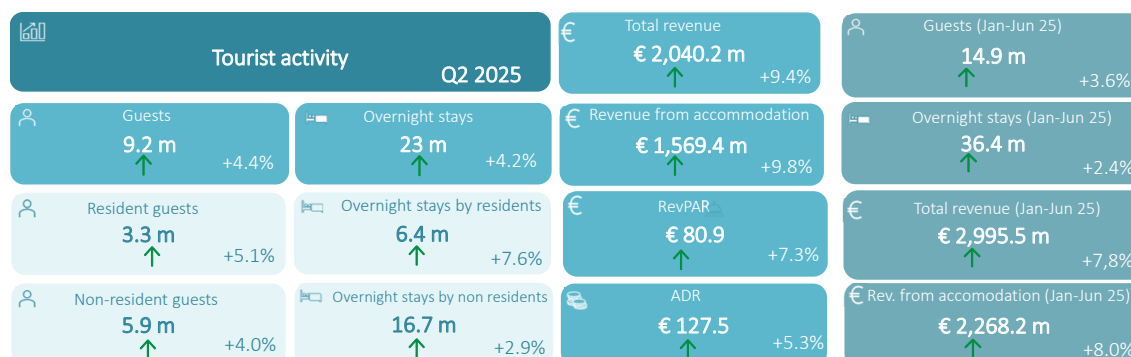 Tourist activity
Q2 2025
Guests
9.2 m
+4.4%
Overnight stays
23 m
+4.2%
Resident guests
3.3 m
+5.1%
Overnight stays by residents
6.4 m
+7.6%
Non-resident guests
5.9 m
+4.0%
Overnight stays by non residents
16.7 m
+2.9%
€
Total revenue
€ 2,040.2 m
+9.4%
€
Revenue from accommodation
€ 1,569.4 m
+9.8%
€
RevPAR
€ 80.9
+7.3%
ADR
€ 127.5
+5.3%
Guests (Jan-Jun 25)
14.9 m
+3.6%
Overnight stays (Jan-Jun 25)
36.4 m
+2.4%
€
Total revenue (Jan-Jun 25)
€ 2,995.5 m
+7,8%
€
Rev. from accomodation (Jan-Jun 25)
€ 2,268.2 m
+8.0%